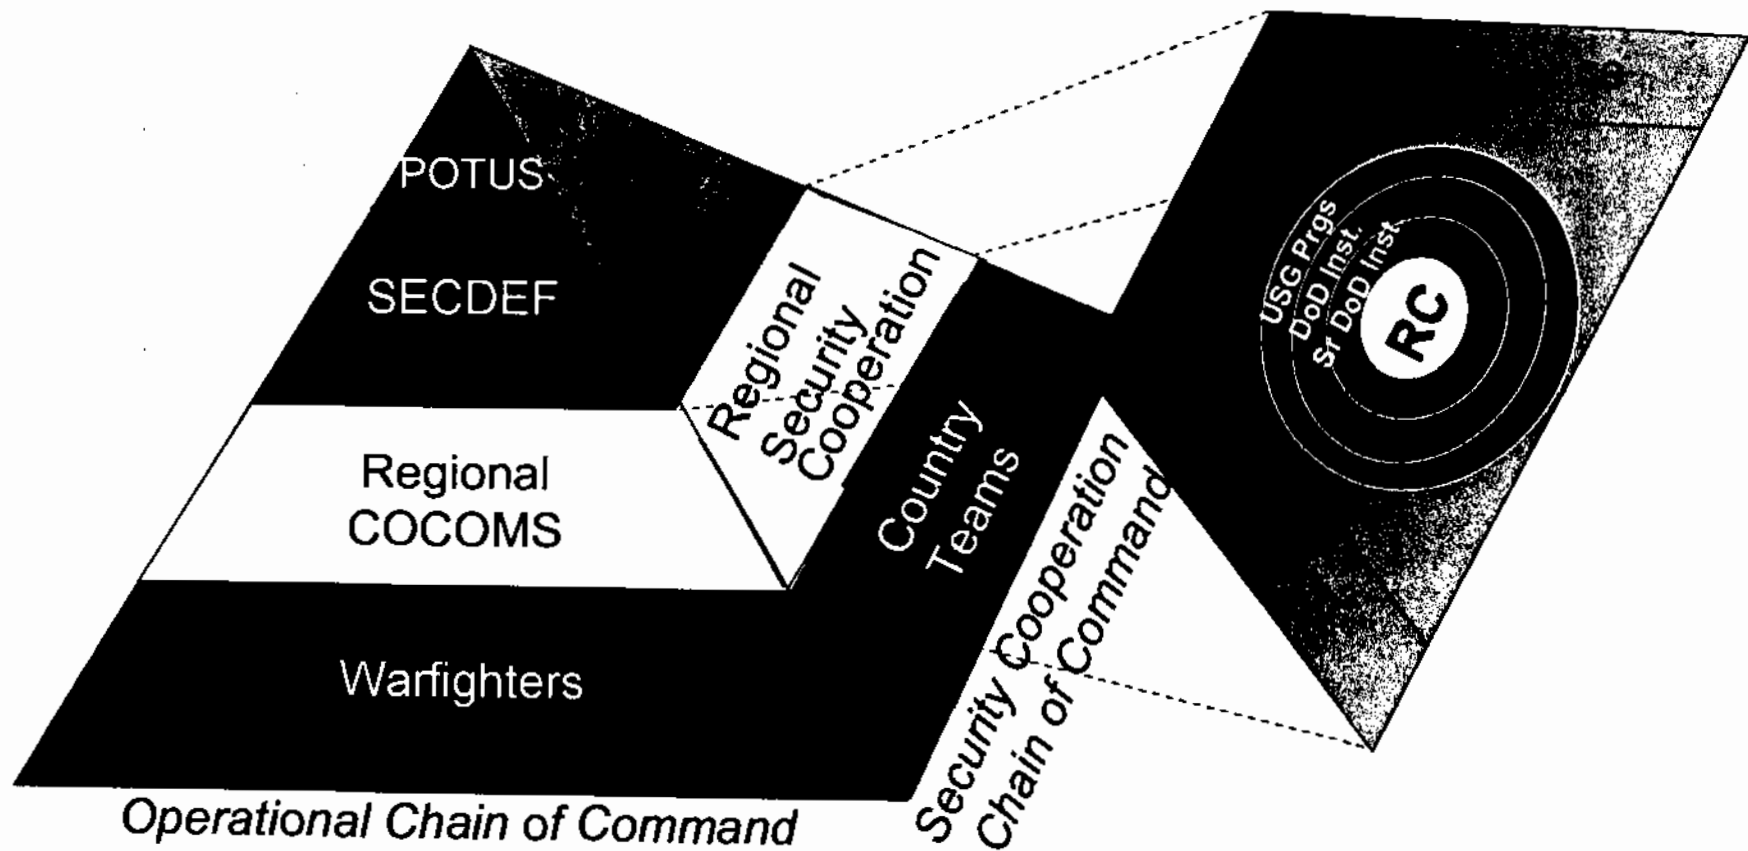 POTUS
SECDEF
Regional
COCOMS
Warfighters
Operational Chain of Command
Regional
Security
Cooperation
Country
Teams
Security Cooperation
Chain of Command
USG Prgs
DoD Inst.
Sr DoD Inst.
RC